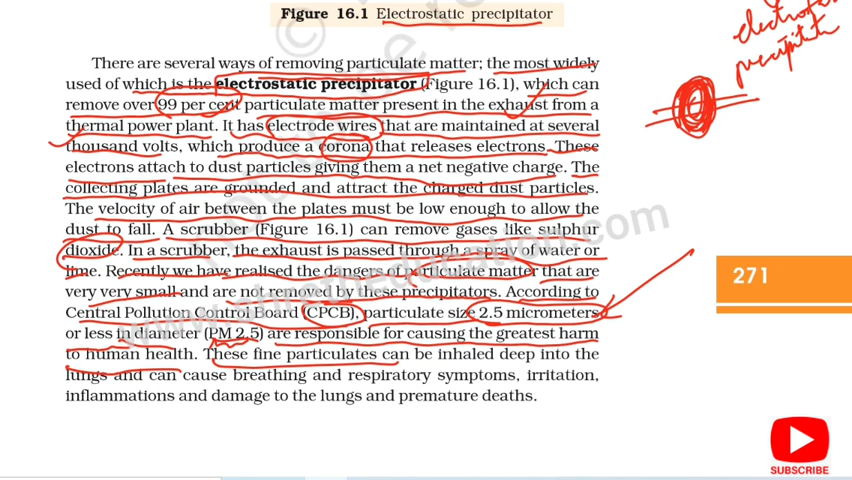 Figure 16.1 Electrostatic precipitator
precipitate
There are several ways of removing particulate matter; the most widely
used of which is the electrostatic precipitator (Figure 16.1), which can
remove over 99 per cent particulate matter present in the exhaust from a
thermal power plant. It has electrode wires that are maintained at several
thousand volts, which produce a corona that releases electrons. These
electrons attach to dust particles giving them a net negative charge. The
collecting plates are grounded and attract the charged dust particles.
The velocity of air between the plates must be low enough to allow the
dust to fall. A scrubber (Figure 16.1) can remove gases like sulphur
dioxide. In a scrubber, the exhaust is passed through a spray of water or
lime. Recently we have realised the dangers of particulate matter that are
very very small and are not removed by these precipitators. According to
Central Pollution Control Board (CPCB), particulate size 2.5 micrometers
or less in diameter (PM 2.5) are responsible for causing the greatest harm
to human health. These fine particulates can be inhaled deep into the
lungs and can cause breathing and respiratory symptoms, irritation,
inflammations and damage to the lungs and premature deaths.
271
SUBSCRIBE